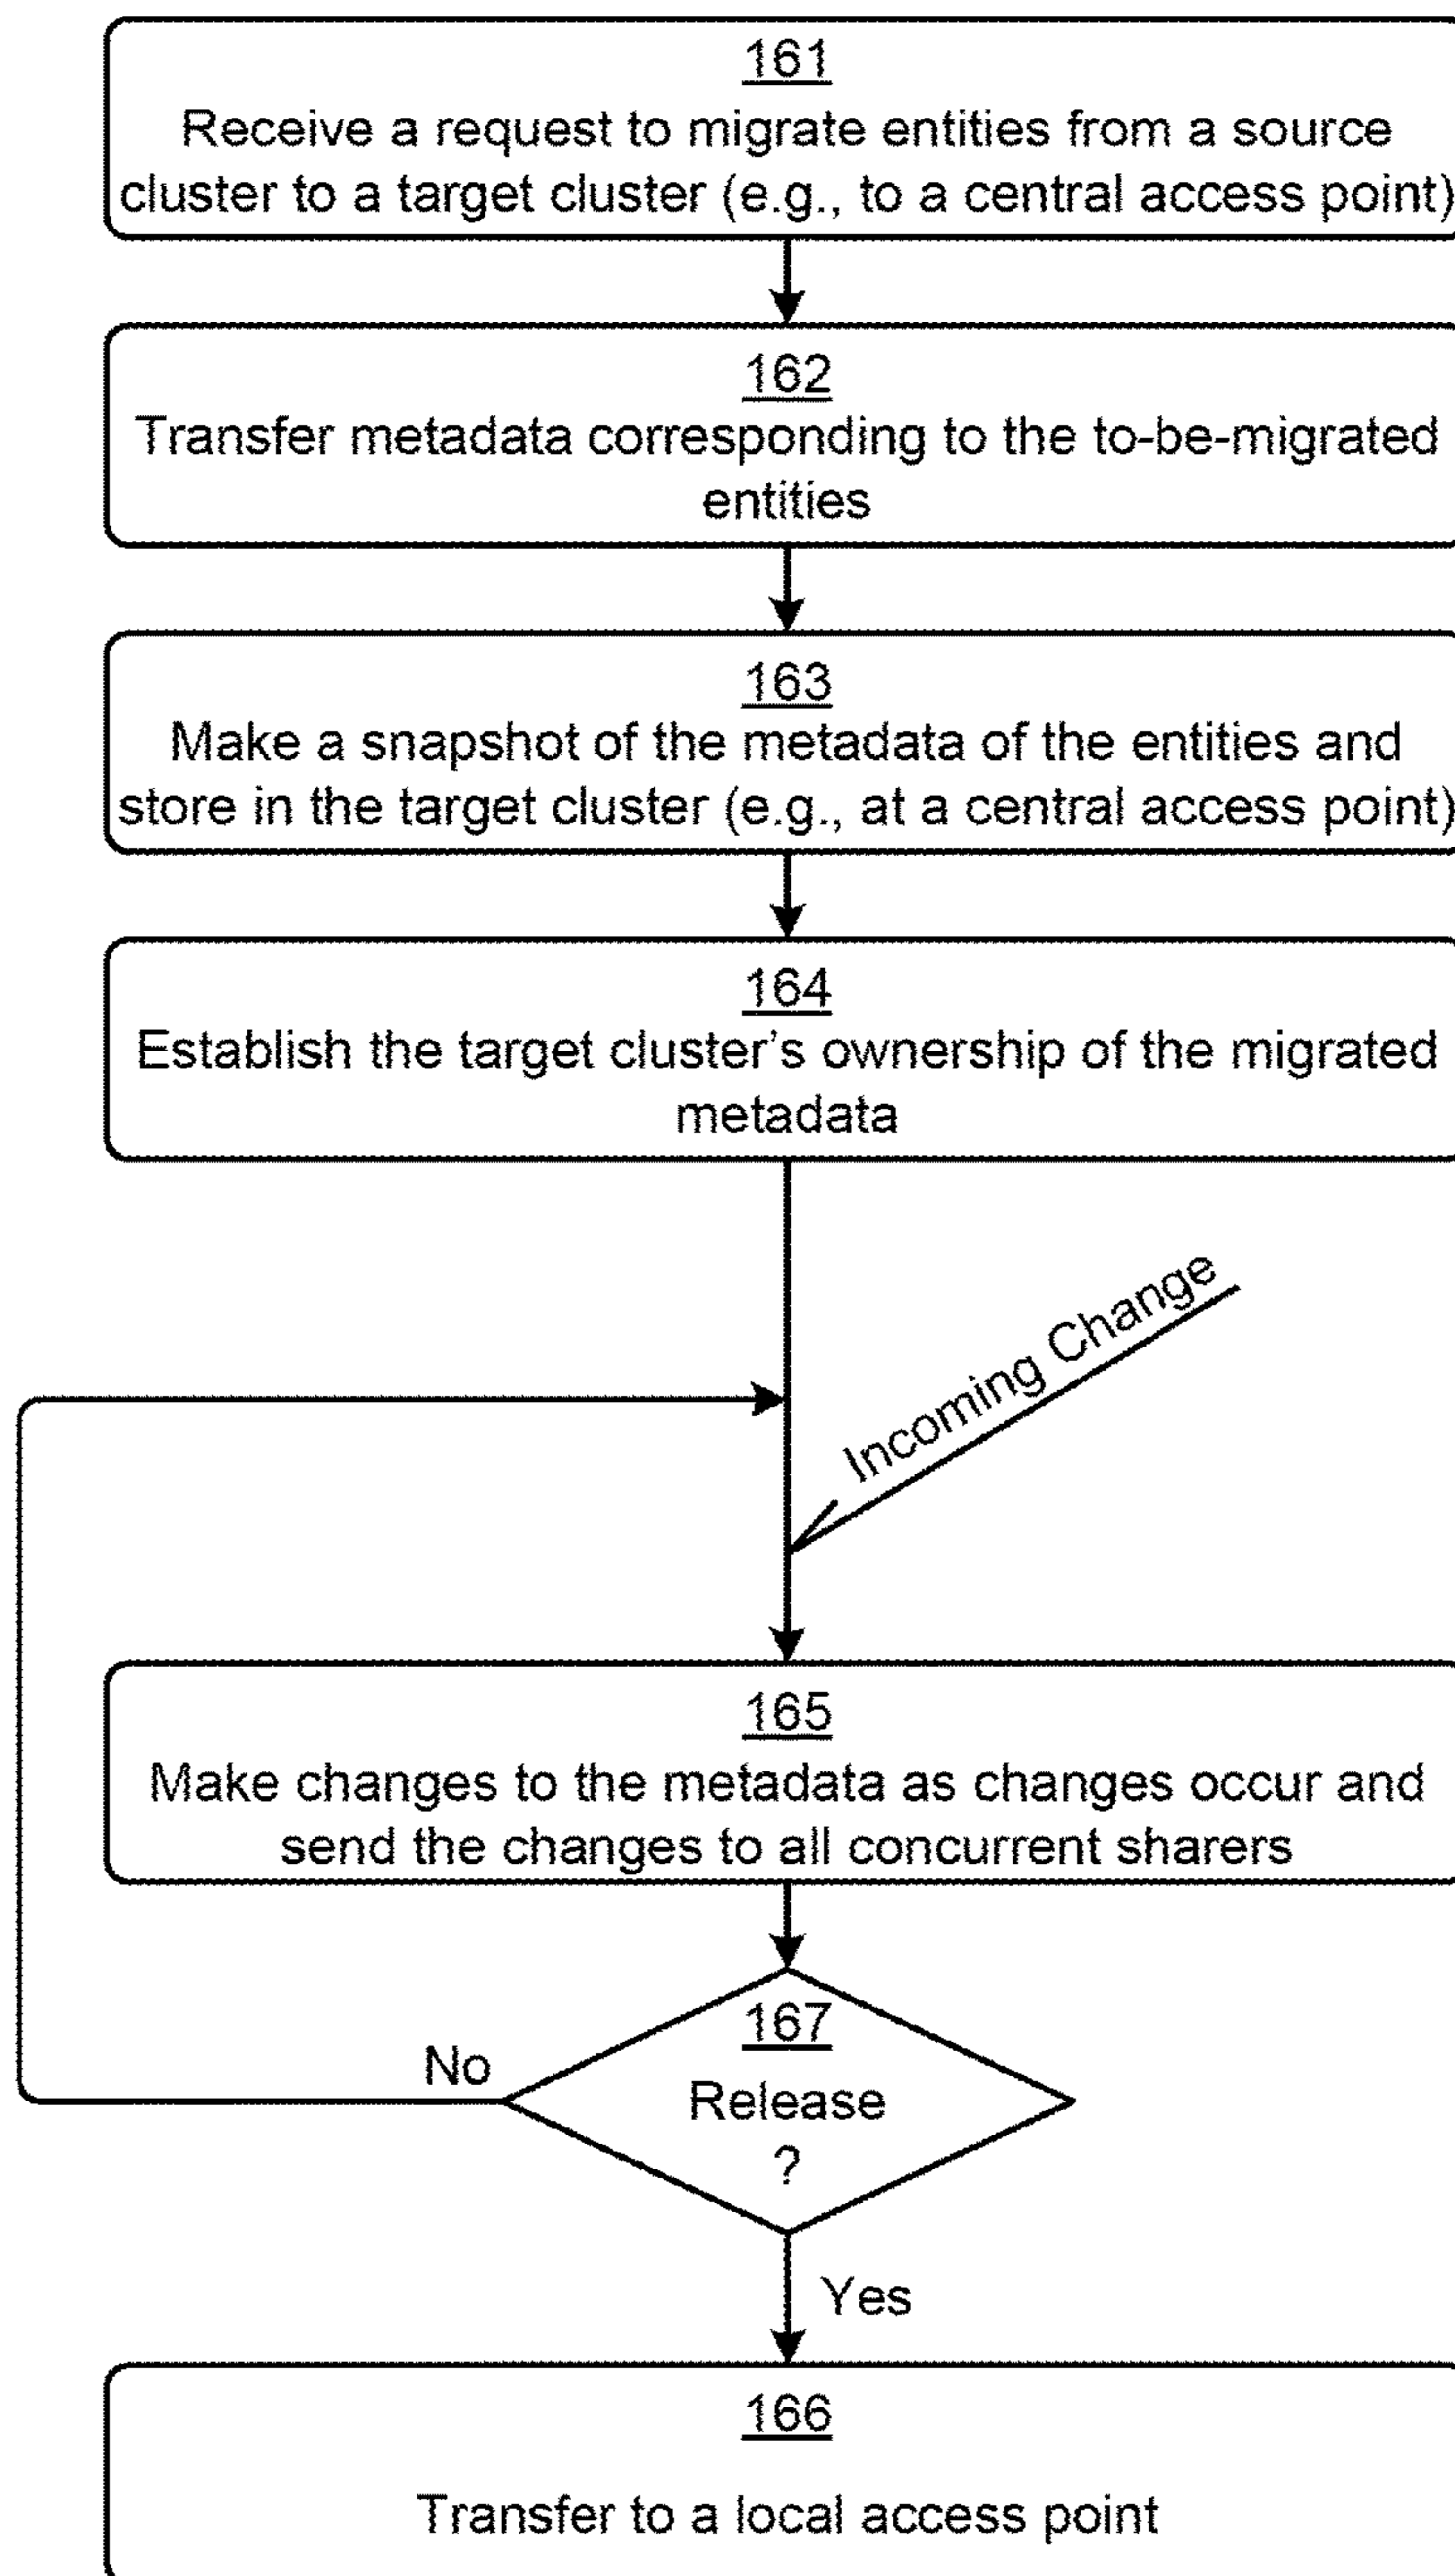 161
Receive a request to migrate entities from a source
cluster to a target cluster (e.g., to a central access point)
162
Transfer metadata corresponding to the to-be-migrated
entities
163
Make a snapshot of the metadata of the entities and
store in the target cluster (e.g., at a central access point)
164
Establish the target cluster's ownership of the migrated
metadata
Incoming Change
165
Make changes to the metadata as changes occur and
send the changes to all concurrent sharers
167
Release
?
No
Yes
166
Transfer to a local access point